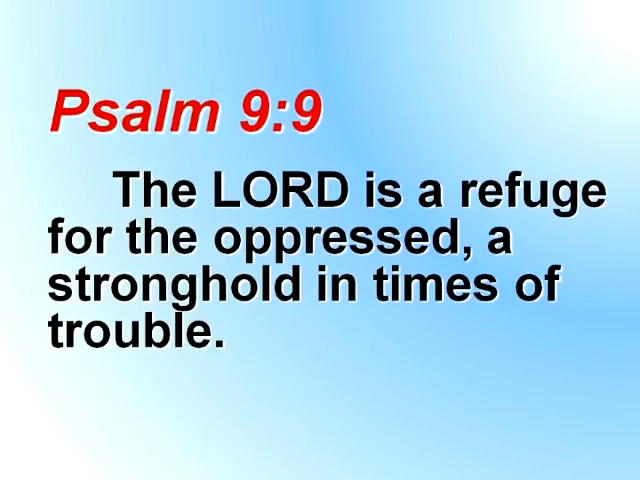 Psalm 9:9
The LORD is a refuge
for the oppressed, a
stronghold in times of
trouble.